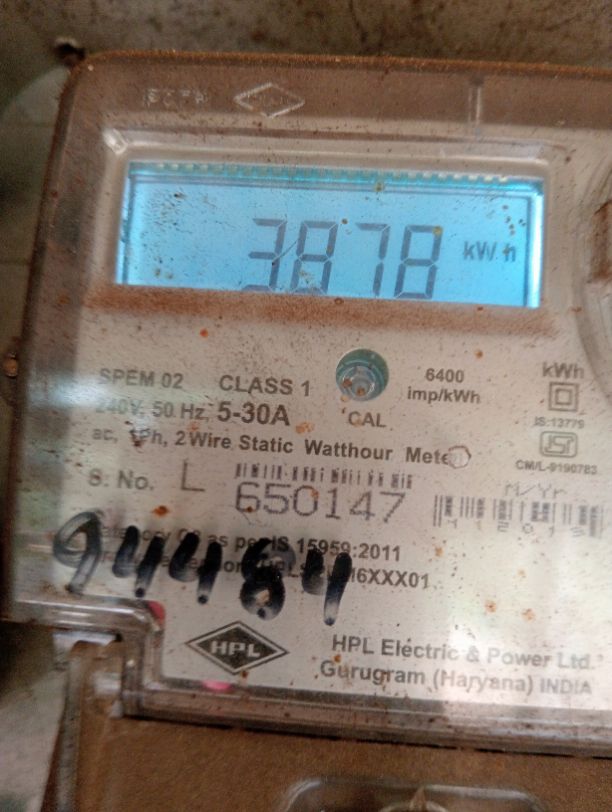 3878 kWh
SPEM 02 CLASS 1
6400 imp/kWh
kWh
240V, 50 Hz, 5-30A
CAL
IS:13779
ac, 1Ph, 2 Wire Static Watthour Meter
CM/L-9190783
S. No. L 650147
M/Yr
as per IS 15959:2011
M6XXX01
94484
HPL
HPL Electric & Power Ltd.
Gurugram (Haryana) INDIA